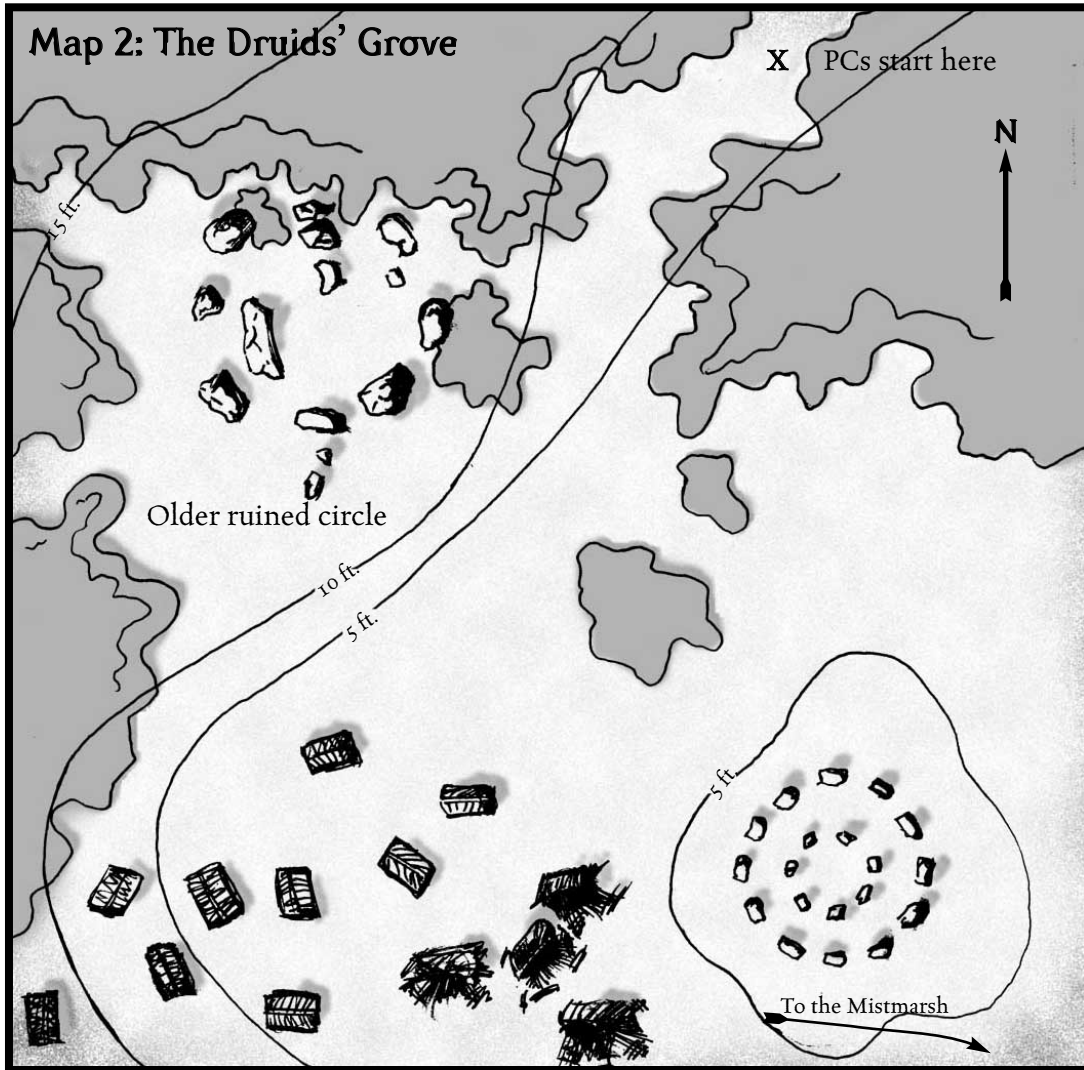 Map 2: The Druids' Grove
X PCs start here
N
15 ft.
Older ruined circle
10 ft.
5 ft.
5 ft.
To the Mistmarsh